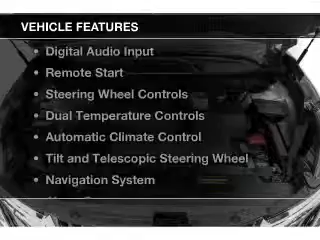 VEHICLE FEATURES
• Digital Audio Input
• Remote Start
• Steering Wheel Controls
• Dual Temperature Controls
• Automatic Climate Control
• Tilt and Telescopic Steering Wheel
• Navigation System